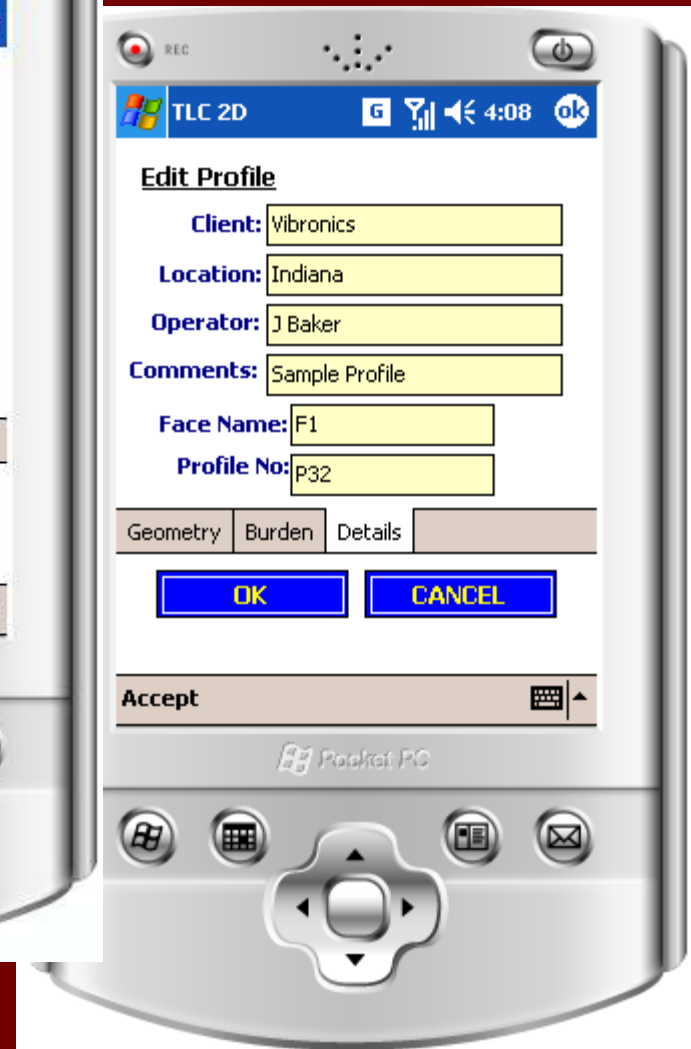 REC
TLC 2D G 4:08 ok
Edit Profile
Client: Vibronics
Location: Indiana
Operator: J Baker
Comments: Sample Profile
Face Name: F1
Profile No: P32
Geometry Burden Details
OK CANCEL
Accept
Pocket PC